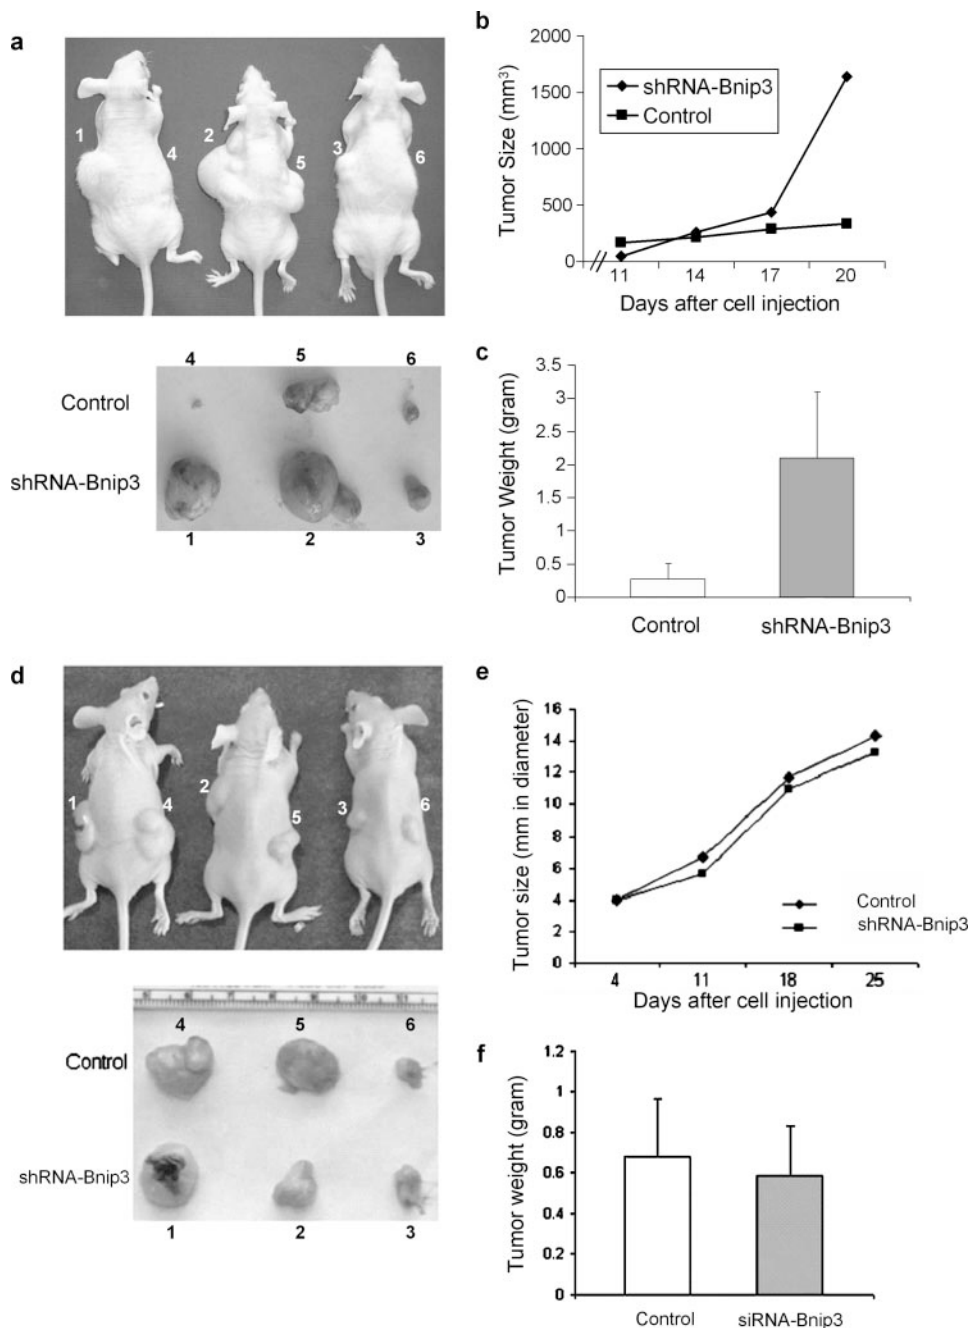 a
1
4
2
5
3
6
4
5
6
Control
shRNA-Bnip3
1
2
3
b
Tumor Size (mm³)
2000
1500
1000
500
0
shRNA-Bnip3
Control
11
14
17
20
Days after cell injection
c
Tumor Weight (gram)
3.5
3
2.5
2
1.5
1
0.5
0
Control
shRNA-Bnip3
d
1
4
2
5
3
6
4
5
6
Control
shRNA-Bnip3
1
2
3
e
Tumor size (mm in diameter)
16
14
12
10
8
6
4
2
0
Control
shRNA-Bnip3
4
11
18
25
Days after cell injection
f
Tumor weight (gram)
1.2
1
0.8
0.6
0.4
0.2
0
Control
siRNA-Bnip3